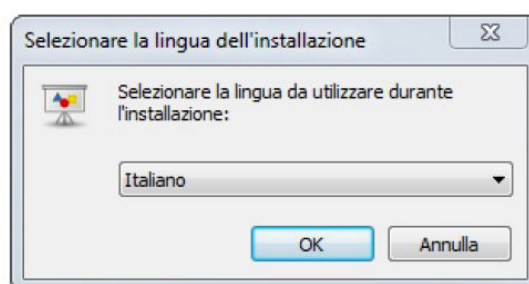 Selezionare la lingua dell'installazione
Selezionare la lingua da utilizzare durante
l'installazione:
Italiano
OK Annulla